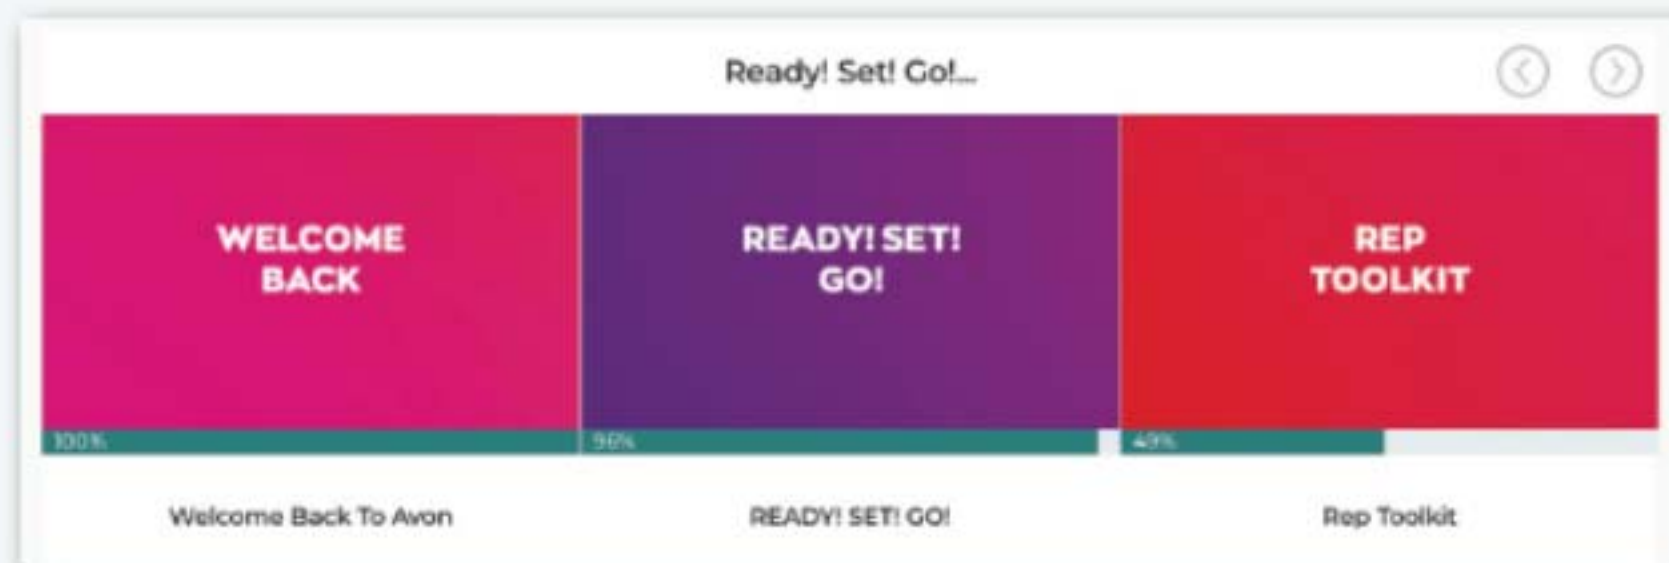 Ready! Set! Go!...
WELCOME
BACK
READY! SET!
GO!
REP
TOOLKIT
100%
96%
49%
Welcome Back To Avon
READY! SET! GO!
Rep Toolkit